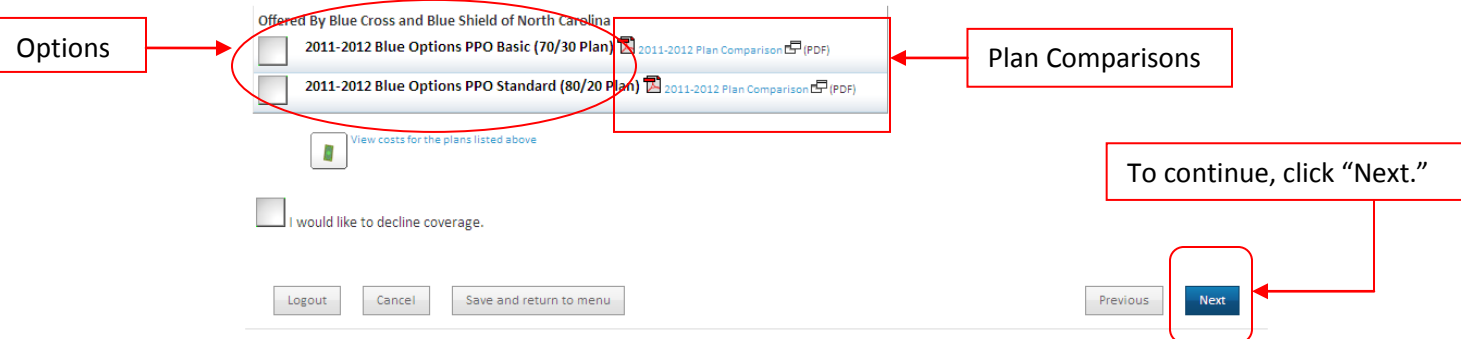 Offered By Blue Cross and Blue Shield of North Carolina
Options
2011-2012 Blue Options PPO Basic (70/30 Plan) 2011-2012 Plan Comparison (PDF)
Plan Comparisons
2011-2012 Blue Options PPO Standard (80/20 Plan) 2011-2012 Plan Comparison (PDF)
View costs for the plans listed above
To continue, click “Next.”
I would like to decline coverage.
Logout Cancel Save and return to menu Previous Next